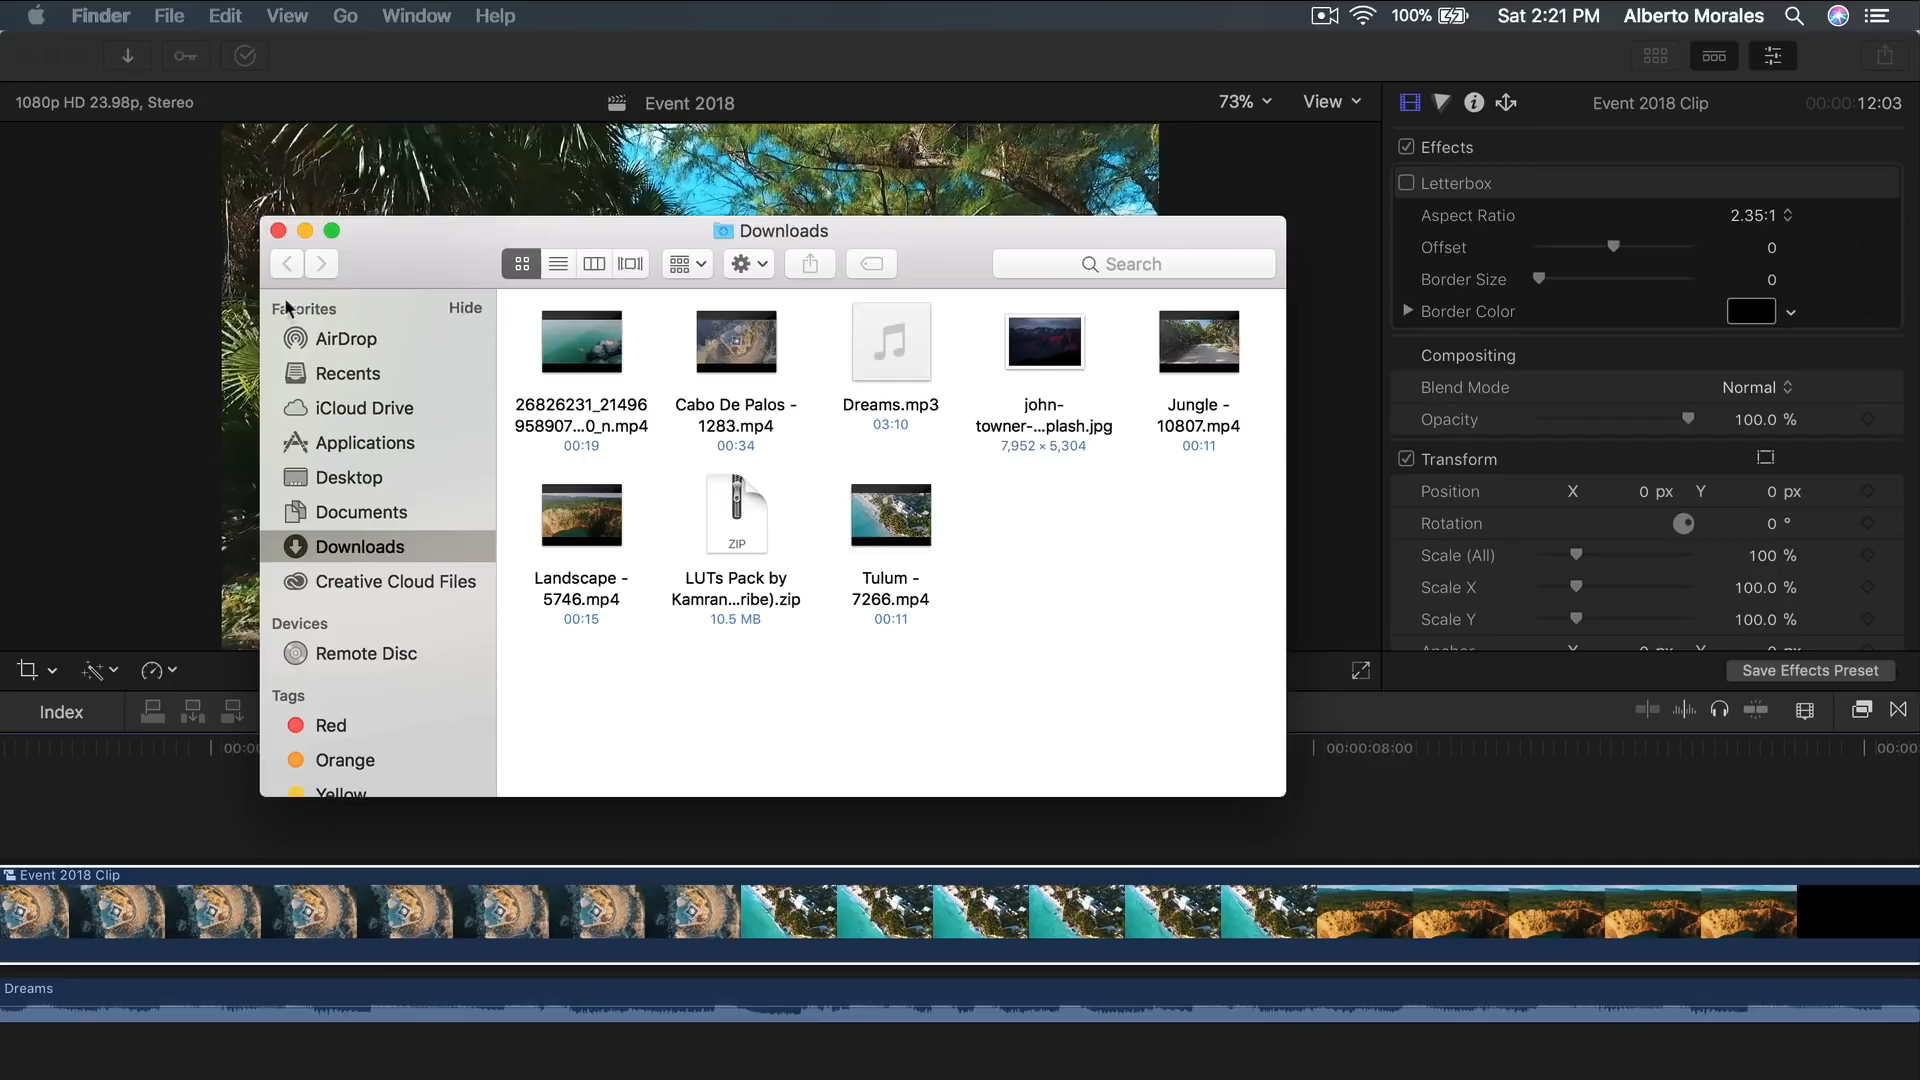 Finder File Edit View Go Window Help
100% Sat 2:21 PM Alberto Morales
1080p HD 23.98p, Stereo
Event 2018
73% View
Event 2018 Clip
00:00:12:03
Effects
Letterbox
Aspect Ratio 2.35:1
Offset 0
Border Size 0
Border Color
Compositing
Blend Mode Normal
Opacity 100.0 %
Transform
Position X 0 px Y 0 px
Rotation 0 °
Scale (All) 100 %
Scale X 100.0 %
Scale Y 100.0 %
Save Effects Preset
Downloads
Search
Favorites Hide
AirDrop
Recents
iCloud Drive
Applications
Desktop
Documents
Downloads
Creative Cloud Files
Devices
Remote Disc
Tags
Red
Orange
Yellow
26826231_21496
958907...0_n.mp4
00:19
Cabo De Palos -
1283.mp4
00:34
Dreams.mp3
03:10
john-
towner-...plash.jpg
7,952 × 5,304
Jungle -
10807.mp4
00:11
Landscape -
5746.mp4
00:15
ZIP
LUTs Pack by
Kamran...ribe).zip
10.5 MB
Tulum -
7266.mp4
00:11
Index
00:00:08:00
Event 2018 Clip
Dreams